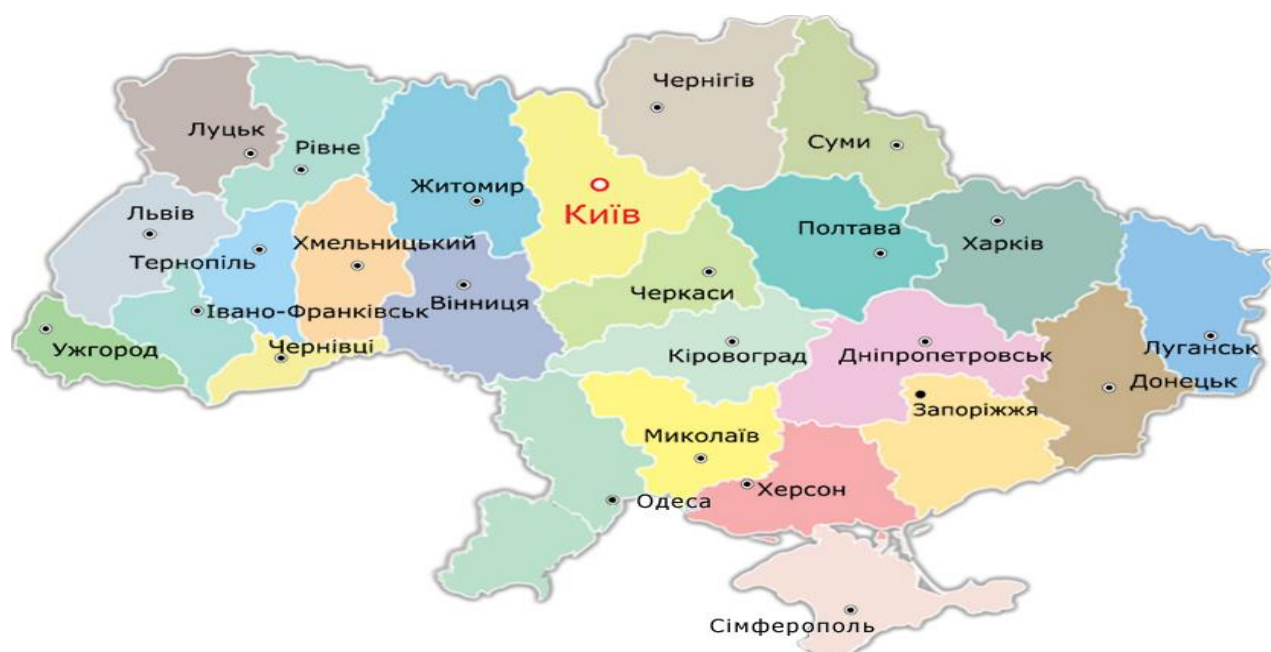 Чернігів
Луцьк
Суми
Рівне
Житомир
Київ
Львів
Полтава
Харків
Хмельницький
Тернопіль
Черкаси
Вінниця
Івано-Франківськ
Ужгород
Чернівці
Кіровоград
Дніпропетровськ
Луганськ
Донецьк
Запоріжжя
Миколаїв
Херсон
Одеса
Сімферополь